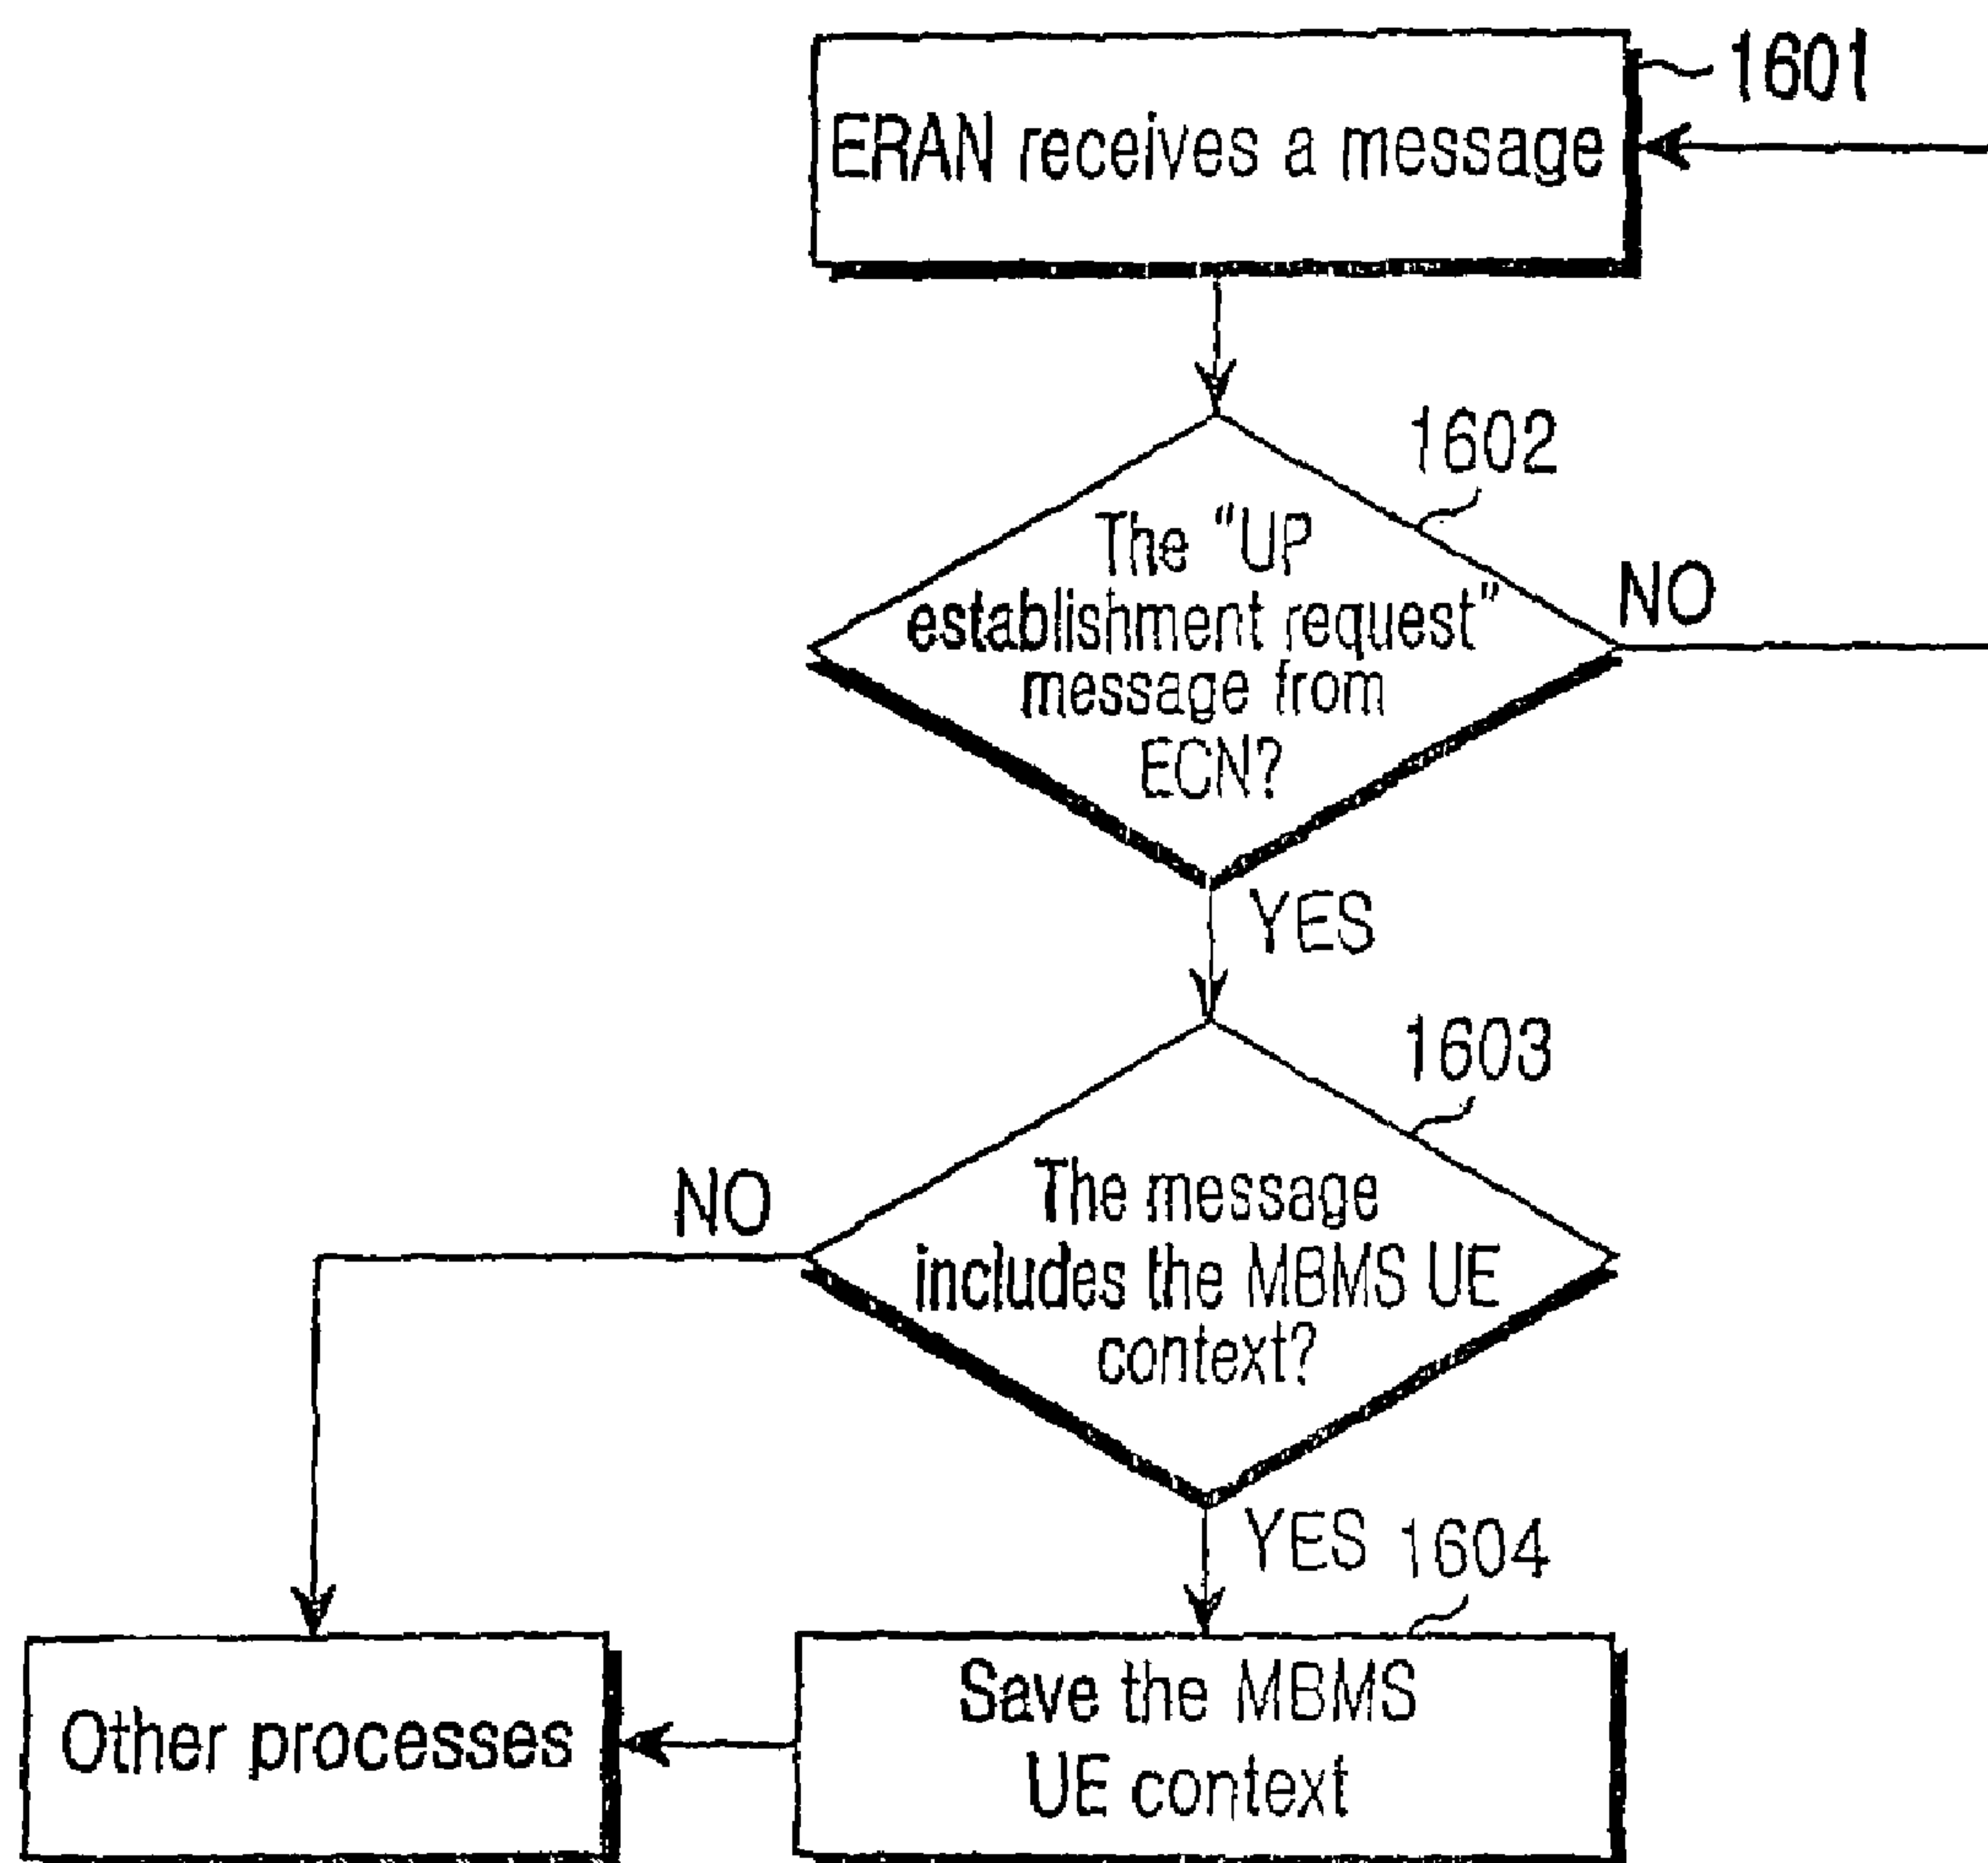 1601
ERAN receives a message
1602
The "UP
establishment request"
message from
ECN?
NO
YES
1603
The message
includes the MBMS UE
context?
NO
YES
1604
Save the MBMS
UE context
Other processes